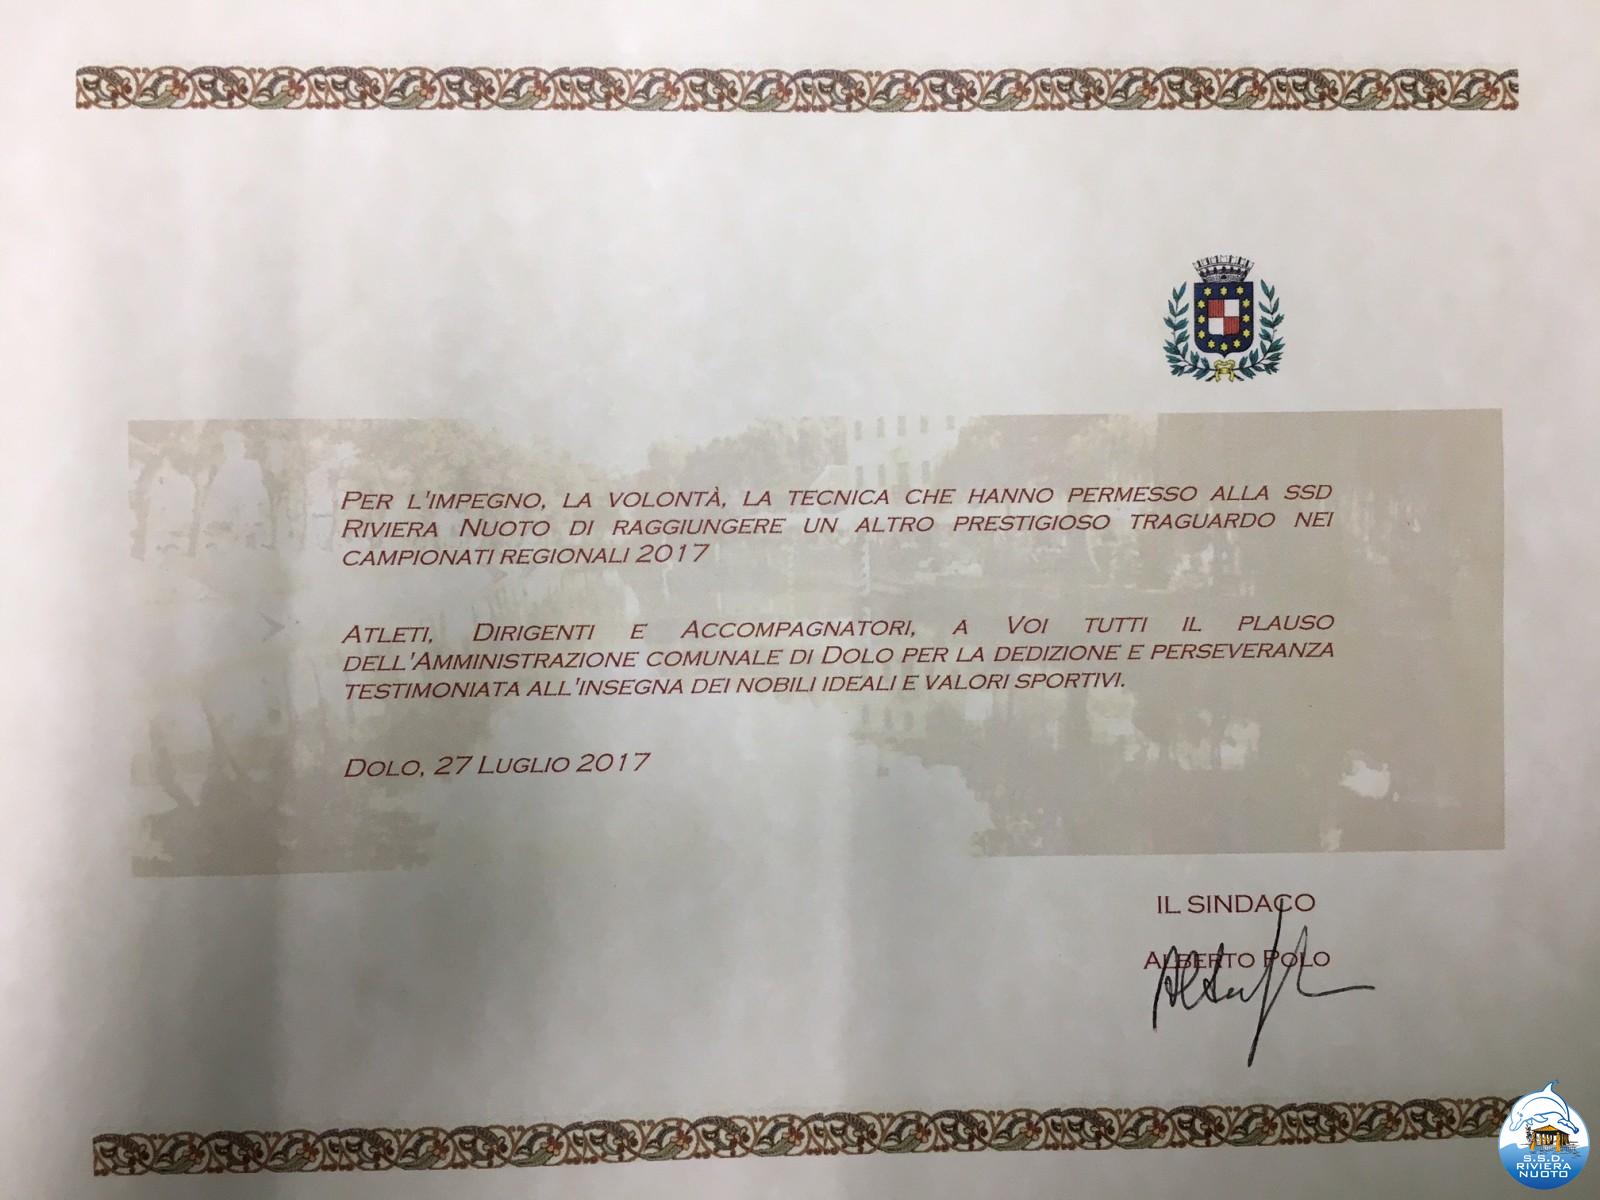 PER L'IMPEGNO, LA VOLONTÀ, LA TECNICA CHE HANNO PERMESSO ALLA SSD
RIVIERA NUOTO DI RAGGIUNGERE UN ALTRO PRESTIGIOSO TRAGUARDO NEI
CAMPIONATI REGIONALI 2017
ATLETI, DIRIGENTI E ACCOMPAGNATORI, A VOI TUTTI IL PLAUSO
DELL'AMMINISTRAZIONE COMUNALE DI DOLO PER LA DEDIZIONE E PERSEVERANZA
TESTIMONIATA ALL'INSEGNA DEI NOBILI IDEALI E VALORI SPORTIVI.
DOLO, 27 LUGLIO 2017
IL SINDACO
ALBERTO POLO
S.S.D.
RIVIERA
NUOTO